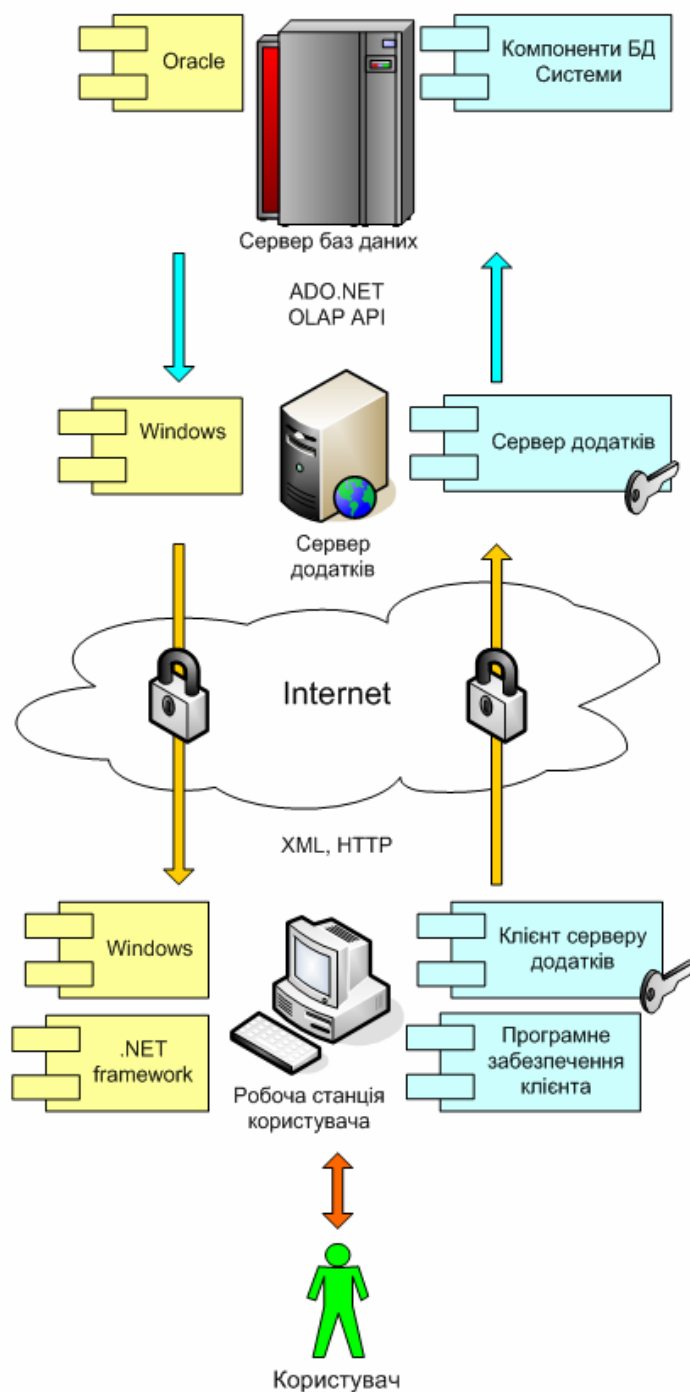 Oracle
Компоненти БД
Системи
Сервер баз даних
ADO.NET
OLAP API
Windows
Сервер додатків
Сервер
додатків
Internet
XML, HTTP
Windows
Клієнт серверу
додатків
.NET
framework
Програмне
забезпечення
клієнта
Робоча станція
користувача
Користувач